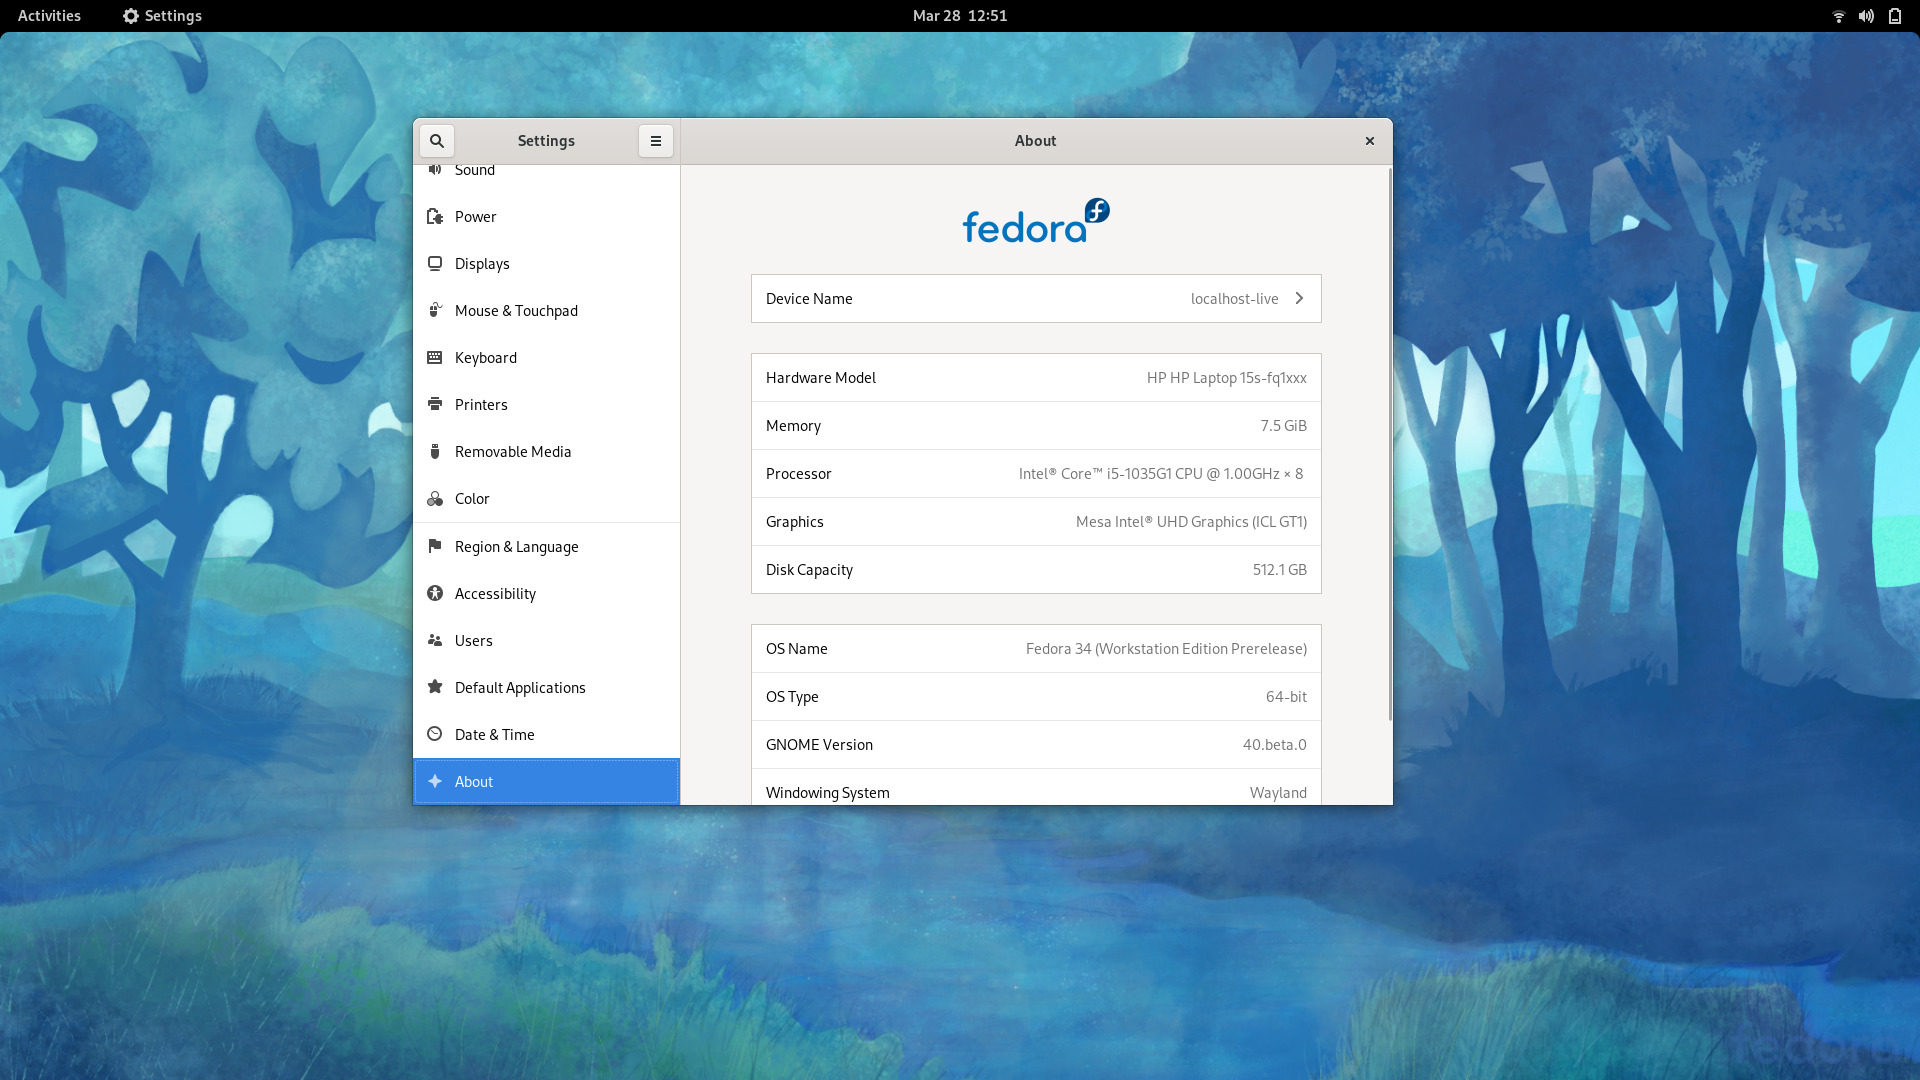 Activities Settings Mar 28 12:51
Settings About
Sound
Power
Displays
Mouse & Touchpad
Keyboard
Printers
Removable Media
Color
Region & Language
Accessibility
Users
Default Applications
Date & Time
About
fedora
Device Name localhost-live
Hardware Model HP HP Laptop 15s-fq1xxx
Memory 7.5 GiB
Processor Intel® Core™ i5-1035G1 CPU @ 1.00GHz × 8
Graphics Mesa Intel® UHD Graphics (ICL GT1)
Disk Capacity 512.1 GB
OS Name Fedora 34 (Workstation Edition Prerelease)
OS Type 64-bit
GNOME Version 40.beta.0
Windowing System Wayland
fedora